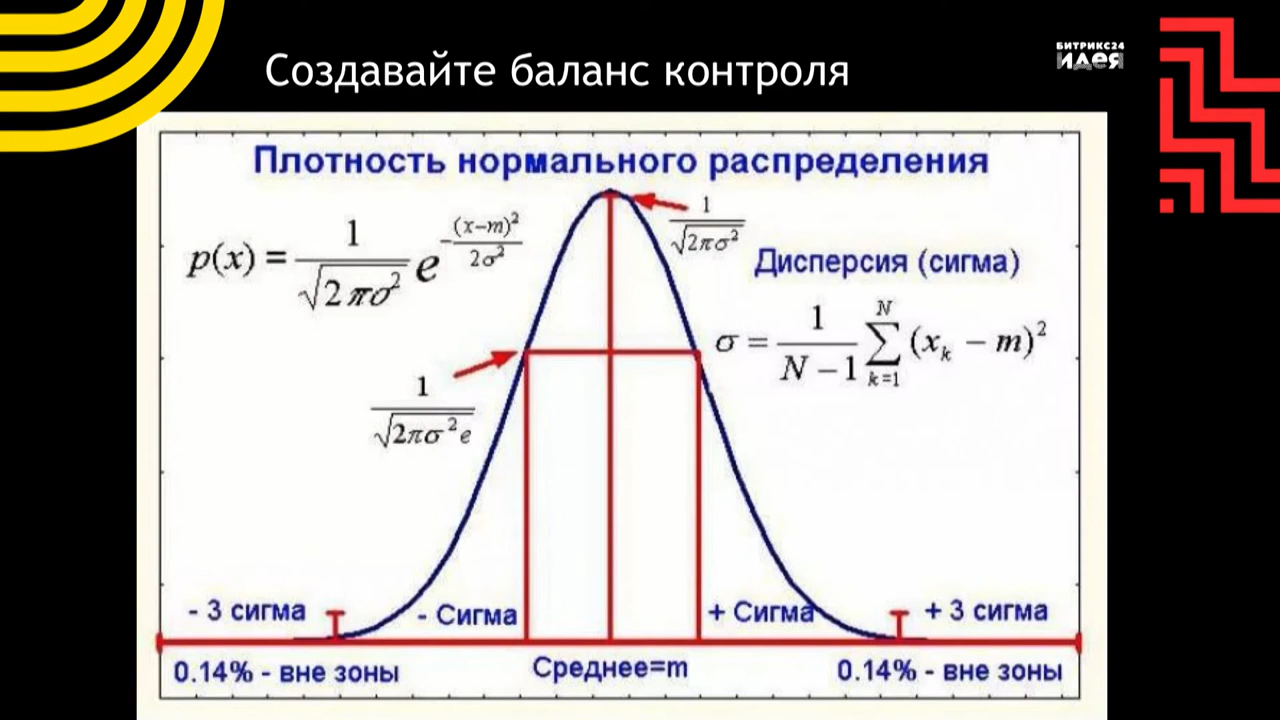 Создавайте баланс контроля
БИТРИКС24
идея
Плотность нормального распределения
p(x) = 1/√(2πσ²) e^(-(x-m)²/(2σ²))
1/√(2πσ²)
Дисперсия (сигма)
σ = 1/(N-1) ∑_{k=1}^{N} (x_k - m)²
1/√(2πσ²e)
- 3 сигма
- Сигма
+ Сигма
+ 3 сигма
0.14% - вне зоны
Среднее=m
0.14% - вне зоны